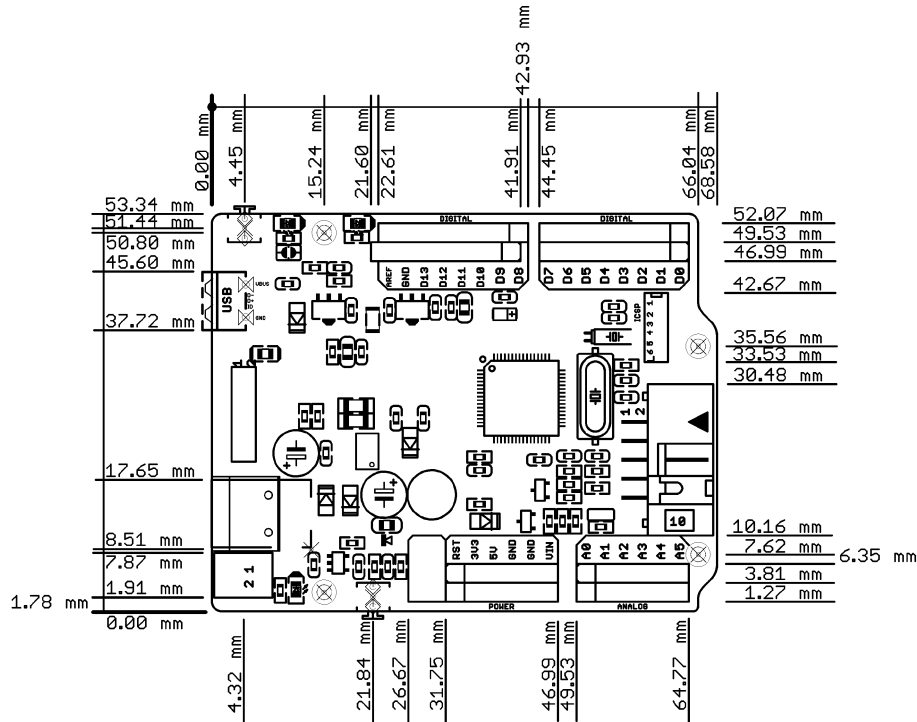 0.00 mm
4.45 mm
15.24 mm
21.60 mm
22.61 mm
41.91 mm
42.93 mm
44.45 mm
66.04 mm
68.58 mm
53.34 mm
51.44 mm
50.80 mm
45.60 mm
37.72 mm
17.65 mm
8.51 mm
7.87 mm
1.91 mm
1.78 mm
0.00 mm
52.07 mm
49.53 mm
46.99 mm
42.67 mm
35.56 mm
33.53 mm
30.48 mm
10.16 mm
7.62 mm
6.35 mm
3.81 mm
1.27 mm
DIGITAL
DIGITAL
AREF
GND
D13
D12
D11
D10
D9
D8
D7
D6
D5
D4
D3
D2
D1
D0
USB
VBUS
GND
ICSP
6 5 4 3 2 1
1 2
10
2 1
RST
3V3
5V
GND
GND
VIN
A0
A1
A2
A3
A4
A5
POWER
ANALOG
4.32 mm
21.84 mm
26.67 mm
31.75 mm
46.99 mm
49.53 mm
64.77 mm